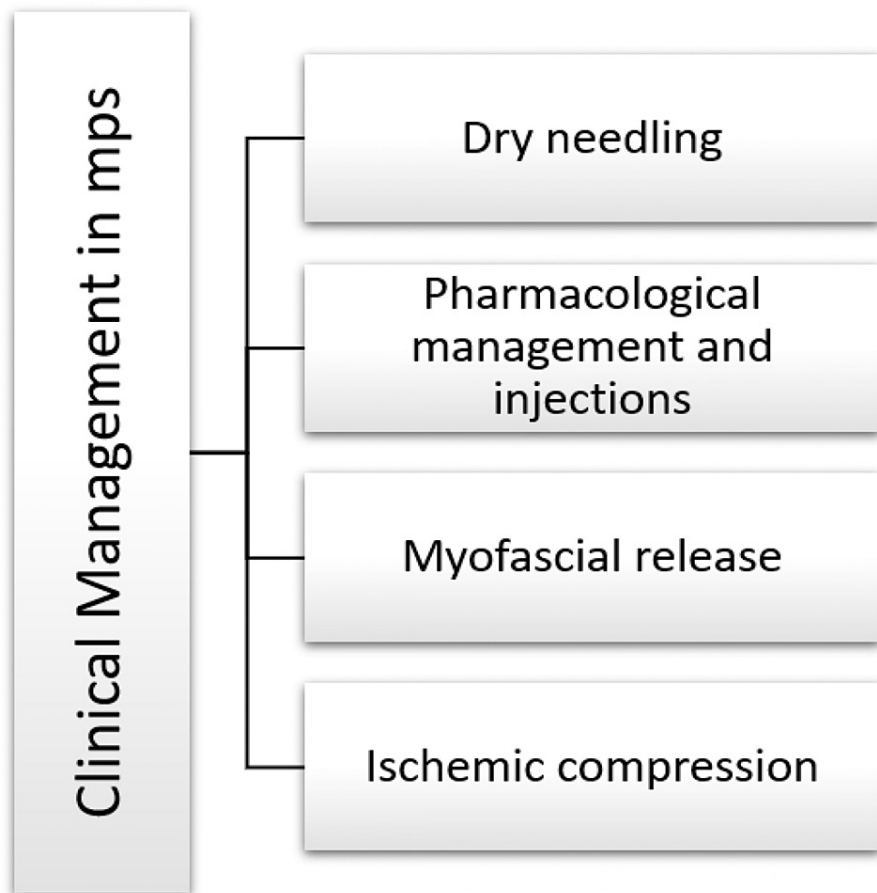 Clinical Management in mps
Dry needling
Pharmacological
management and
injections
Myofascial release
Ischemic compression